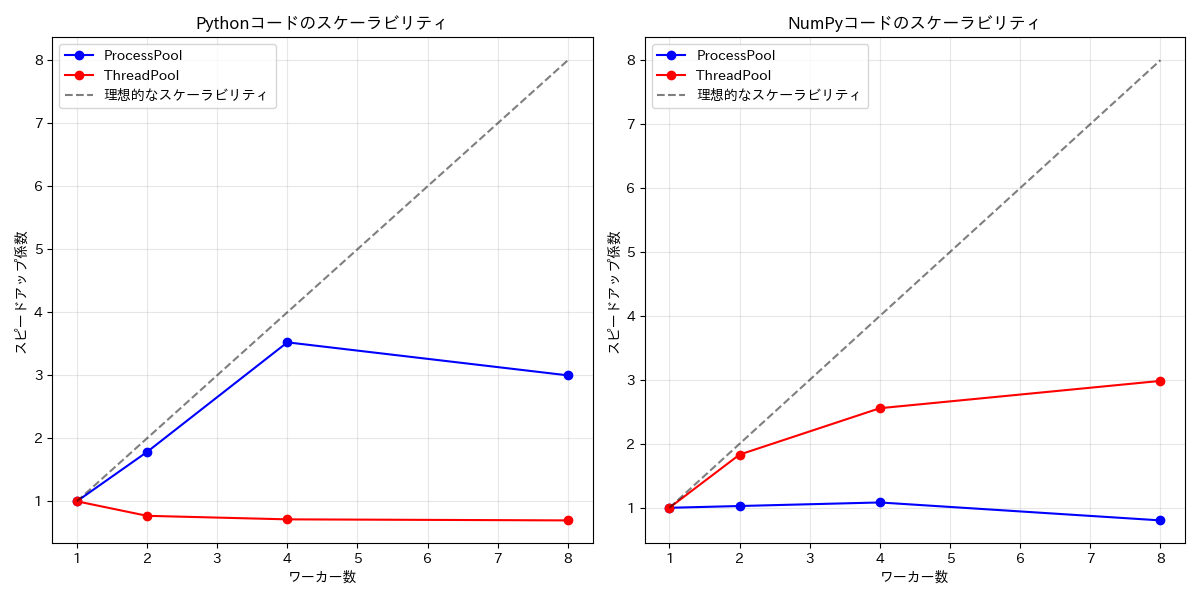 Pythonコードのスケーラビリティ
ProcessPool
ThreadPool
理想的なスケーラビリティ
8
7
6
5
4
3
2
1
スピードアップ係数
1 2 3 4 5 6 7 8
ワーカー数
NumPyコードのスケーラビリティ
ProcessPool
ThreadPool
理想的なスケーラビリティ
8
7
6
5
4
3
2
1
スピードアップ係数
1 2 3 4 5 6 7 8
ワーカー数